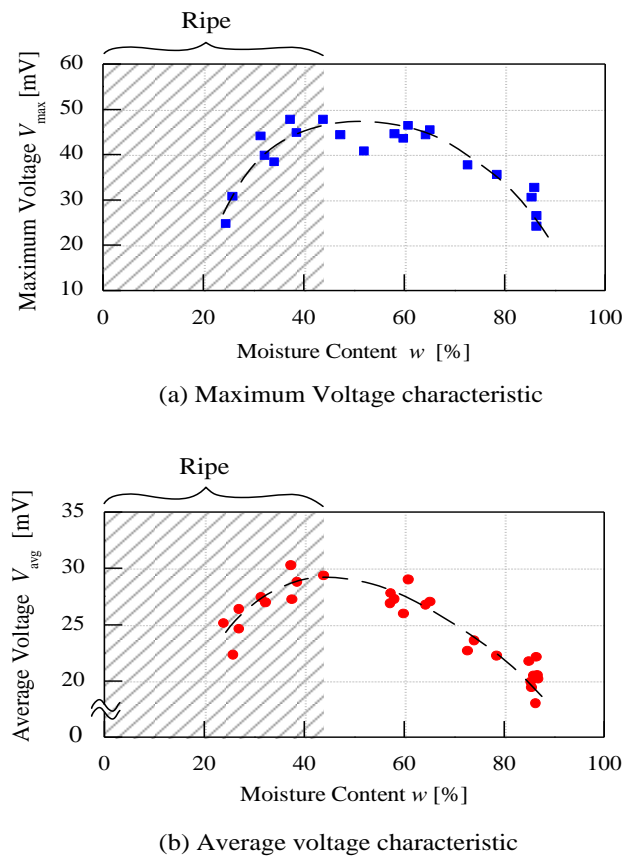 Ripe
60
50
40
30
20
10
Maximum Voltage Vmax [mV]
0 20 40 60 80 100
Moisture Content w [%]
(a) Maximum Voltage characteristic
Ripe
35
30
25
20
0
Average Voltage Vavg [mV]
0 20 40 60 80 100
Moisture Content w [%]
(b) Average voltage characteristic